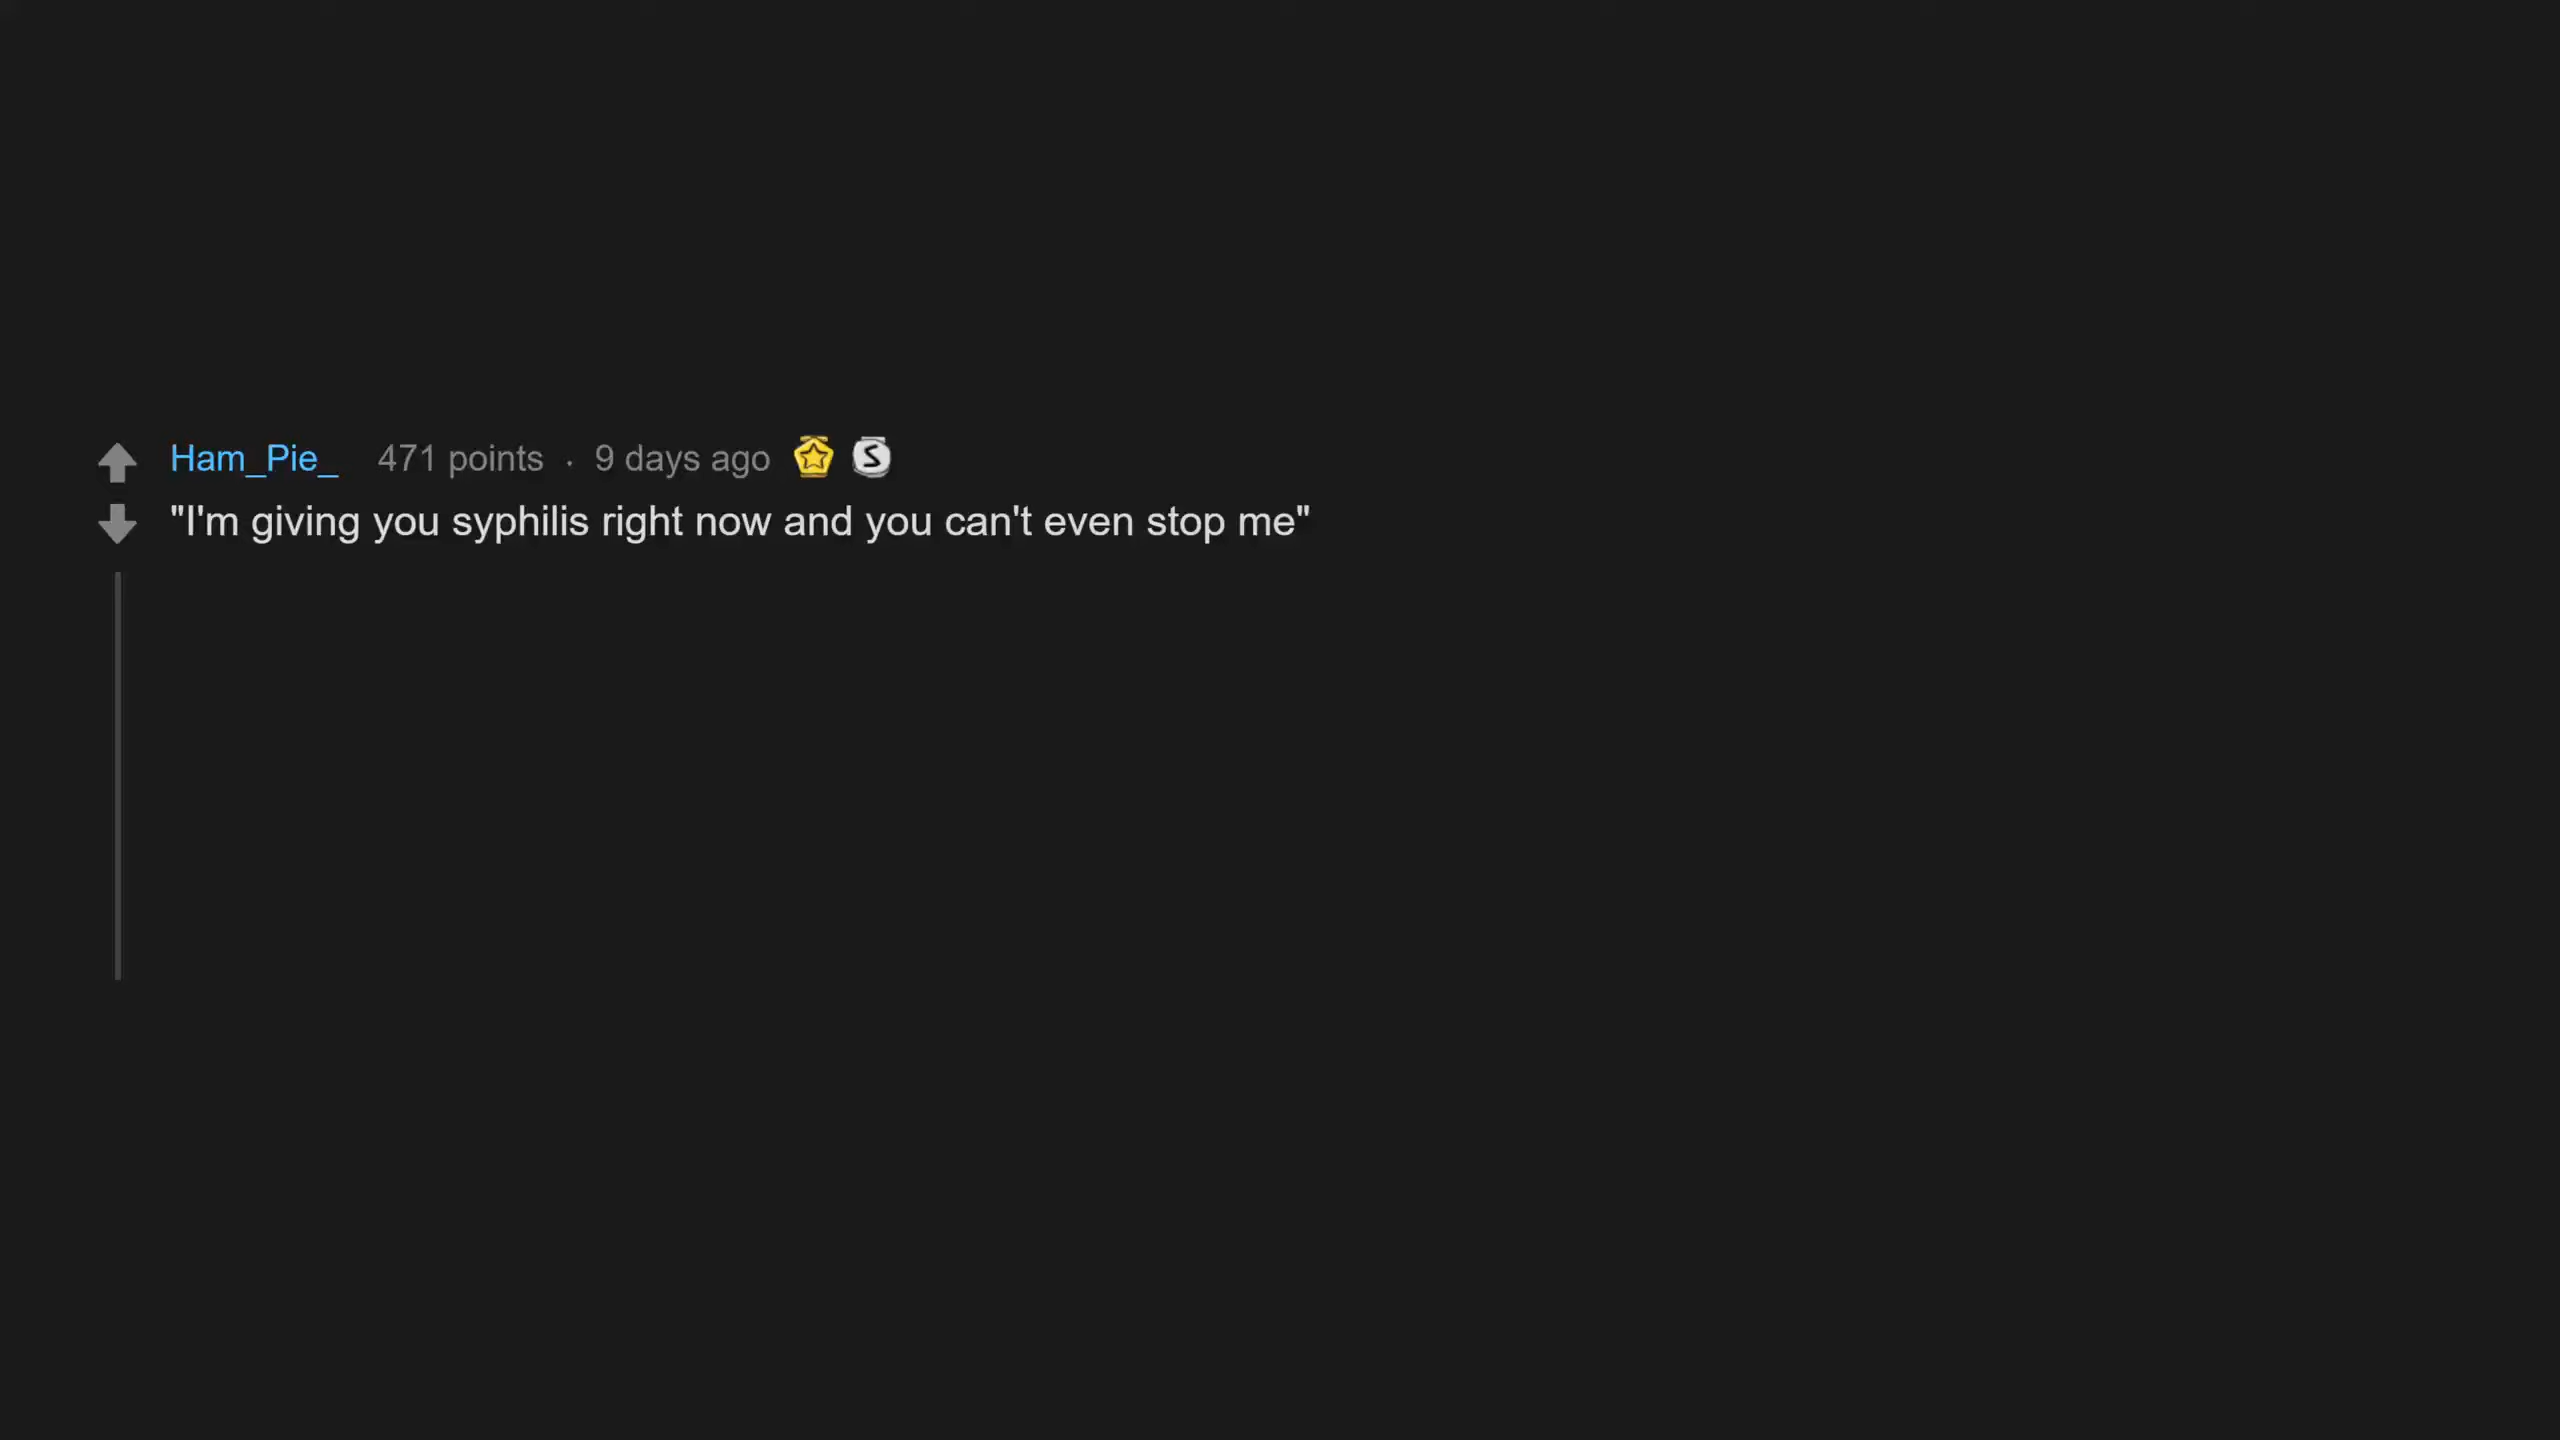 Ham_Pie_ 471 points · 9 days ago S
"I'm giving you syphilis right now and you can't even stop me"